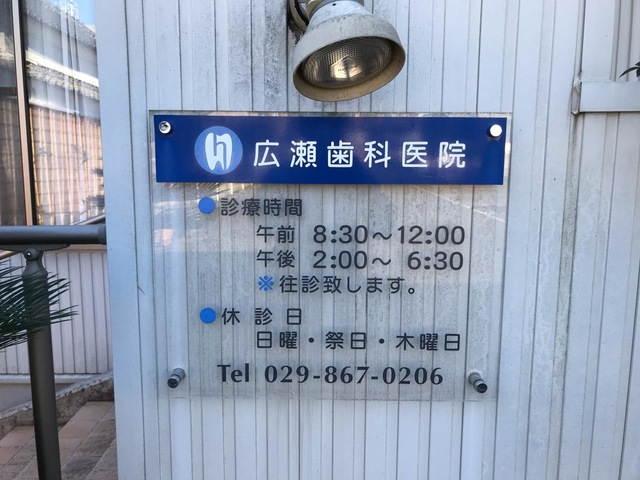 広瀬歯科医院
●診療時間
午前 8:30～12:00
午後 2:00～ 6:30
※往診致します。
●休 診 日
日曜・祭日・木曜日
Tel 029-867-0206